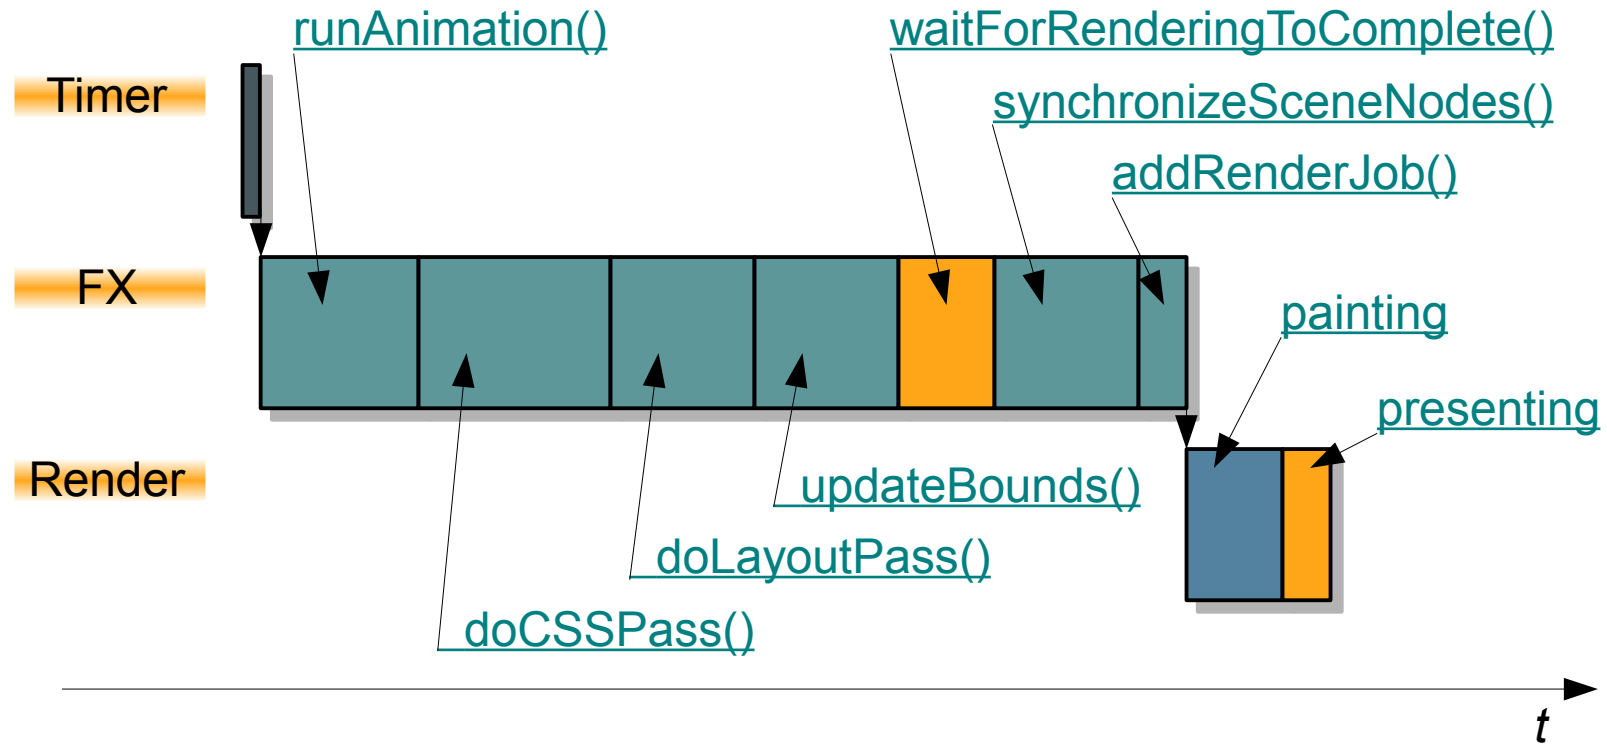 runAnimation()
waitForRenderingToComplete()
Timer
synchronizeSceneNodes()
addRenderJob()
FX
painting
presenting
Render
updateBounds()
doLayoutPass()
doCSSPass()
t